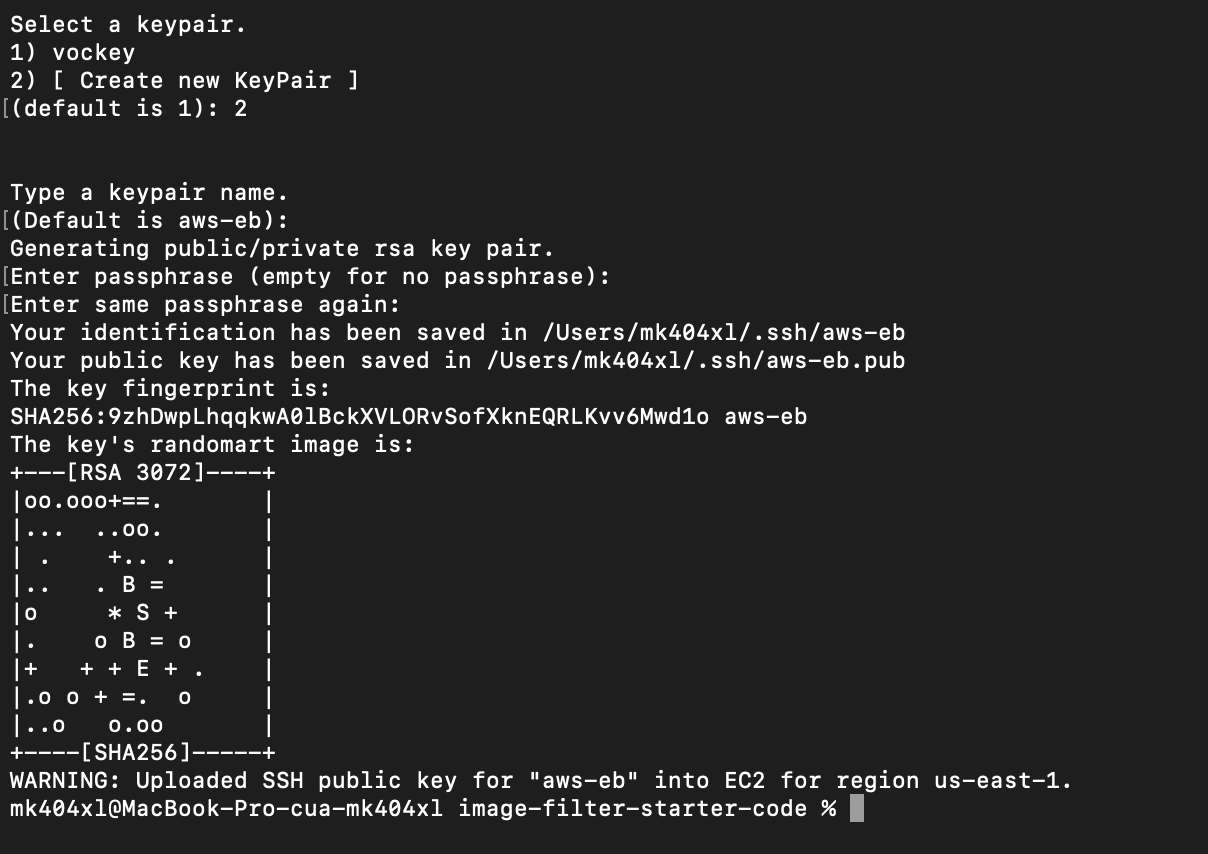 Select a keypair.
1) vockey
2) [ Create new KeyPair ]
[(default is 1): 2
Type a keypair name.
[(Default is aws-eb):
Generating public/private rsa key pair.
[Enter passphrase (empty for no passphrase):
[Enter same passphrase again:
Your identification has been saved in /Users/mk404xl/.ssh/aws-eb
Your public key has been saved in /Users/mk404xl/.ssh/aws-eb.pub
The key fingerprint is:
SHA256:9zhDwpLhqqkwA0lBckXVLORvSofXknEQRLKvv6Mwd1o aws-eb
The key's randomart image is:
+---[RSA 3072]----+
|oo.ooo+==.       |
|...  ..oo.       |
| .    +.. .      |
|..   . B =       |
|o     * S +      |
|.    o B = o     |
|+   + + E + .    |
|.o o + =.  o     |
|..o   o.oo       |
+----[SHA256]-----+
WARNING: Uploaded SSH public key for "aws-eb" into EC2 for region us-east-1.
mk404xl@MacBook-Pro-cua-mk404xl image-filter-starter-code %